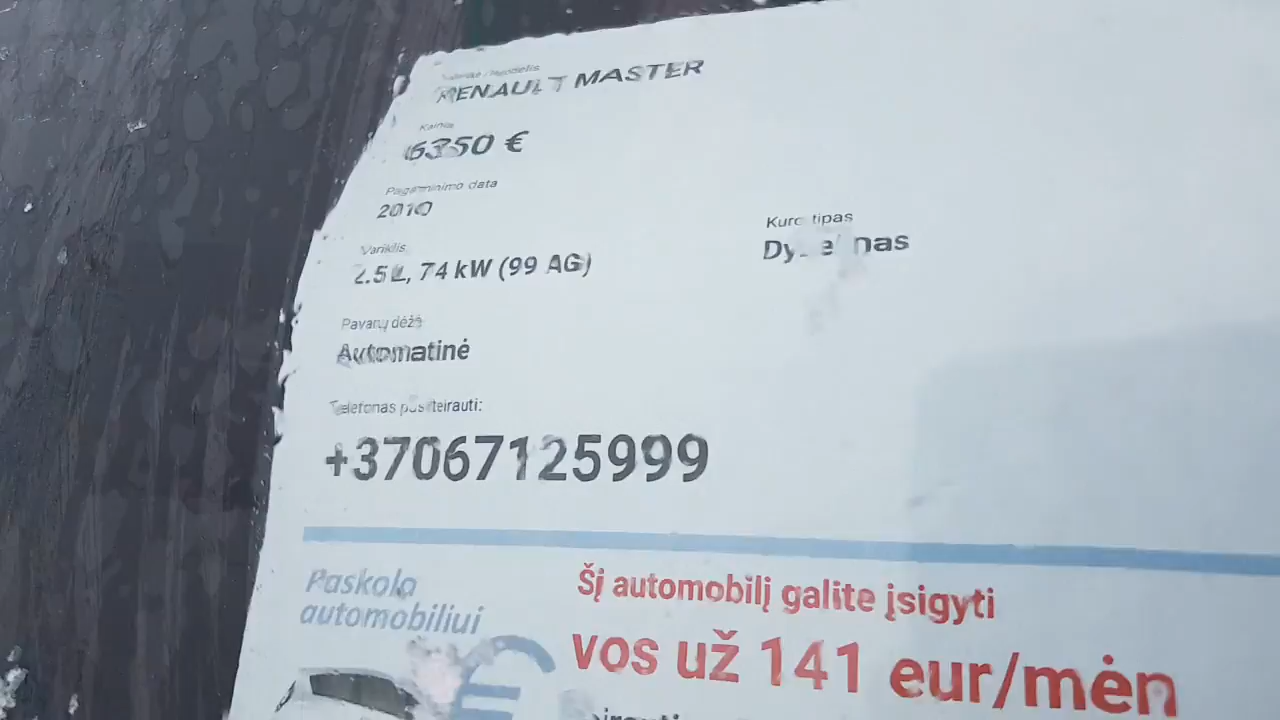 RENAULT MASTER
Kaina
6350 €
Pagaminimo data
2010
Variklis
2.5 L, 74 kW (99 AG)
Kuro tipas
Dyzelinas
Pavarų dėžė
Automatinė
Telefonas pasiteirauti:
+37067125999
Paskola
automobiliui
Šį automobilį galite įsigyti
vos už 141 eur/mėn